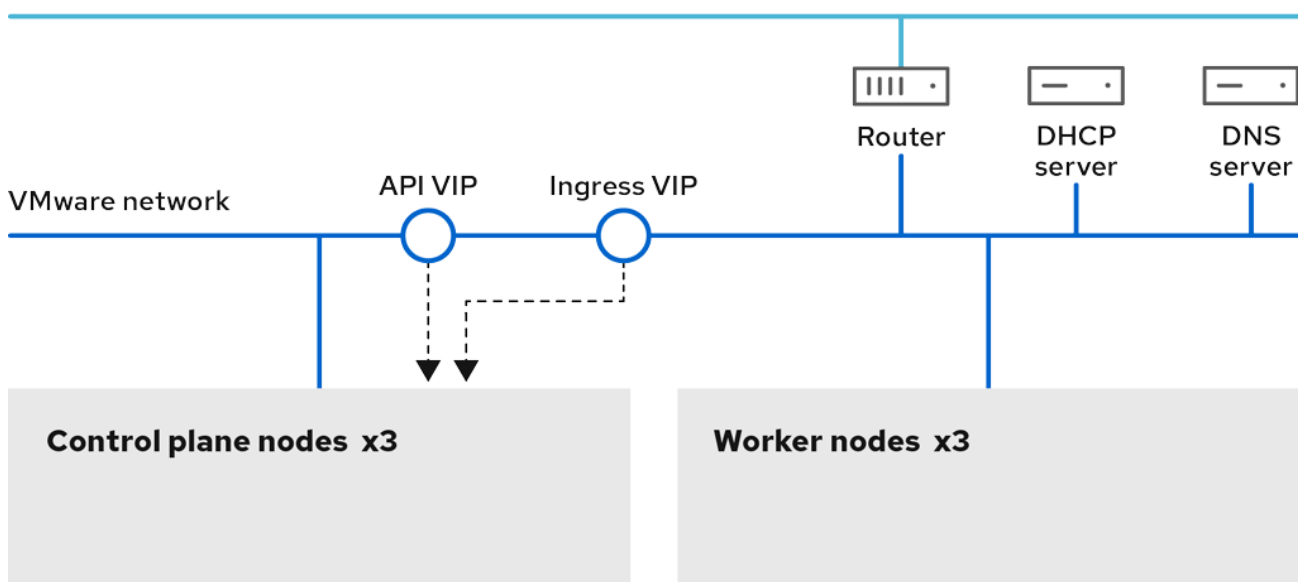 Router
DHCP
server
DNS
server
API VIP
Ingress VIP
VMware network
Control plane nodes x3
Worker nodes x3